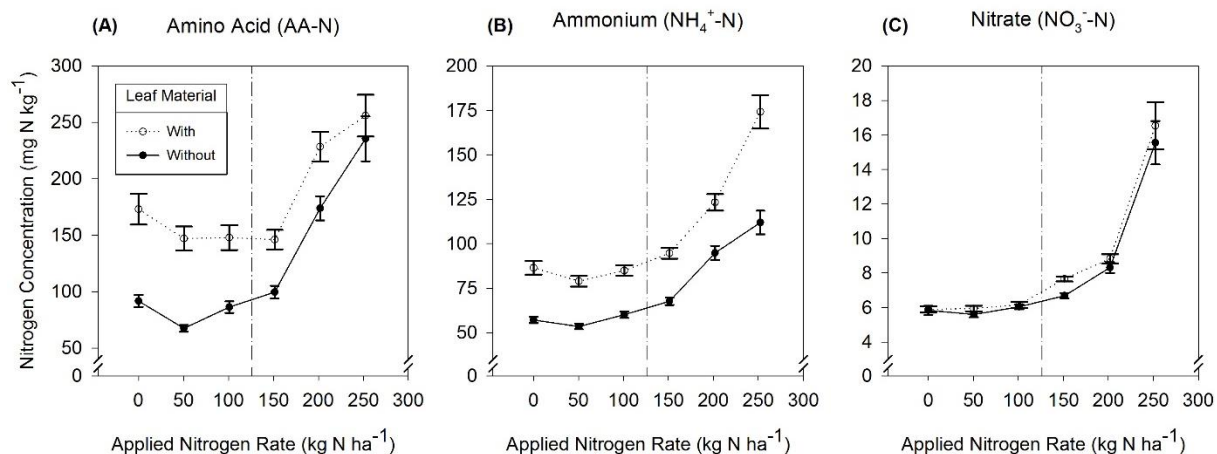 (A) Amino Acid (AA-N)
(B) Ammonium (NH₄⁺-N)
(C) Nitrate (NO₃⁻-N)
Nitrogen Concentration (mg N kg⁻¹)
300
250
200
150
100
50
0
Leaf Material
With
Without
0 50 100 150 200 250 300
Applied Nitrogen Rate (kg N ha⁻¹)
200
175
150
125
100
75
50
0
0 50 100 150 200 250 300
Applied Nitrogen Rate (kg N ha⁻¹)
20
18
16
14
12
10
8
6
4
2
0
0 50 100 150 200 250 300
Applied Nitrogen Rate (kg N ha⁻¹)